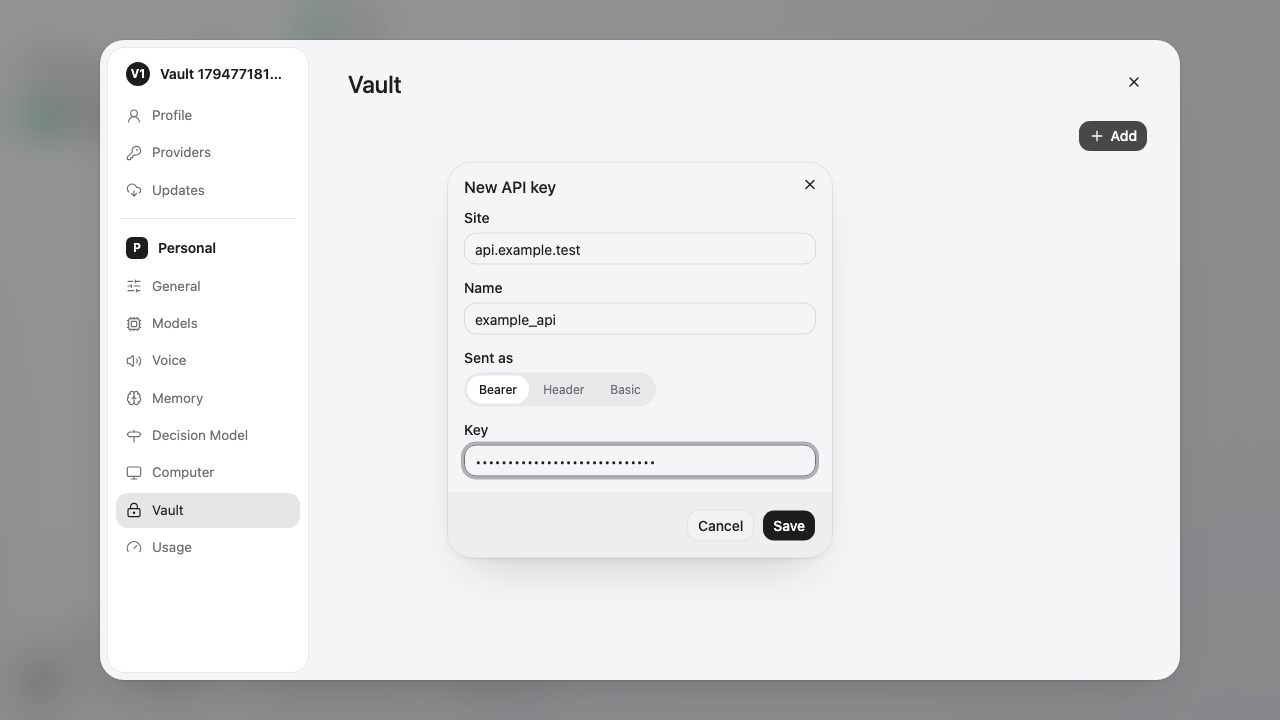 V1 Vault 179477181...
Profile
Providers
Updates
P Personal
General
Models
Voice
Memory
Decision Model
Computer
Vault
Usage
Vault
Add
New API key
Site
api.example.test
Name
example_api
Sent as
Bearer Header Basic
Key
••••••••••••••••••••••••••••
Cancel Save